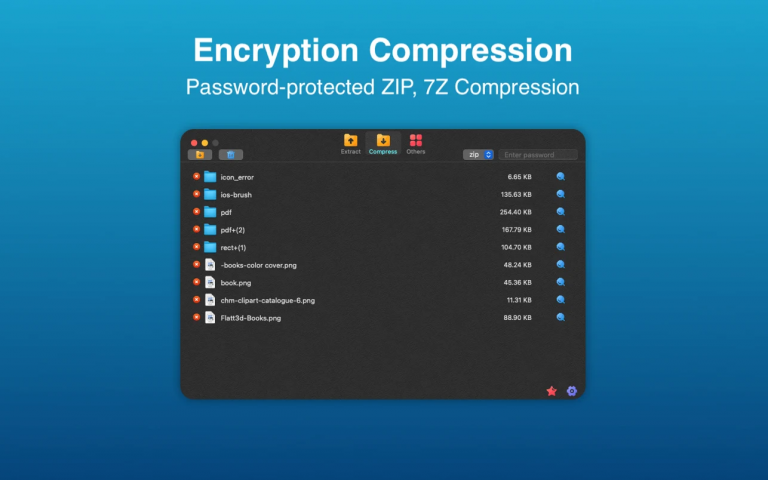 Encryption Compression
Password-protected ZIP, 7Z Compression
Extract Compress Others
zip Enter password
icon_error 6.65 KB
ios-brush 135.63 KB
pdf 254.40 KB
pdf+(2) 167.79 KB
rect+(1) 104.70 KB
-books-color cover.png 48.24 KB
book.png 45.36 KB
chm-clipart-catalogue-6.png 11.31 KB
Flatt3d-Books.png 88.90 KB